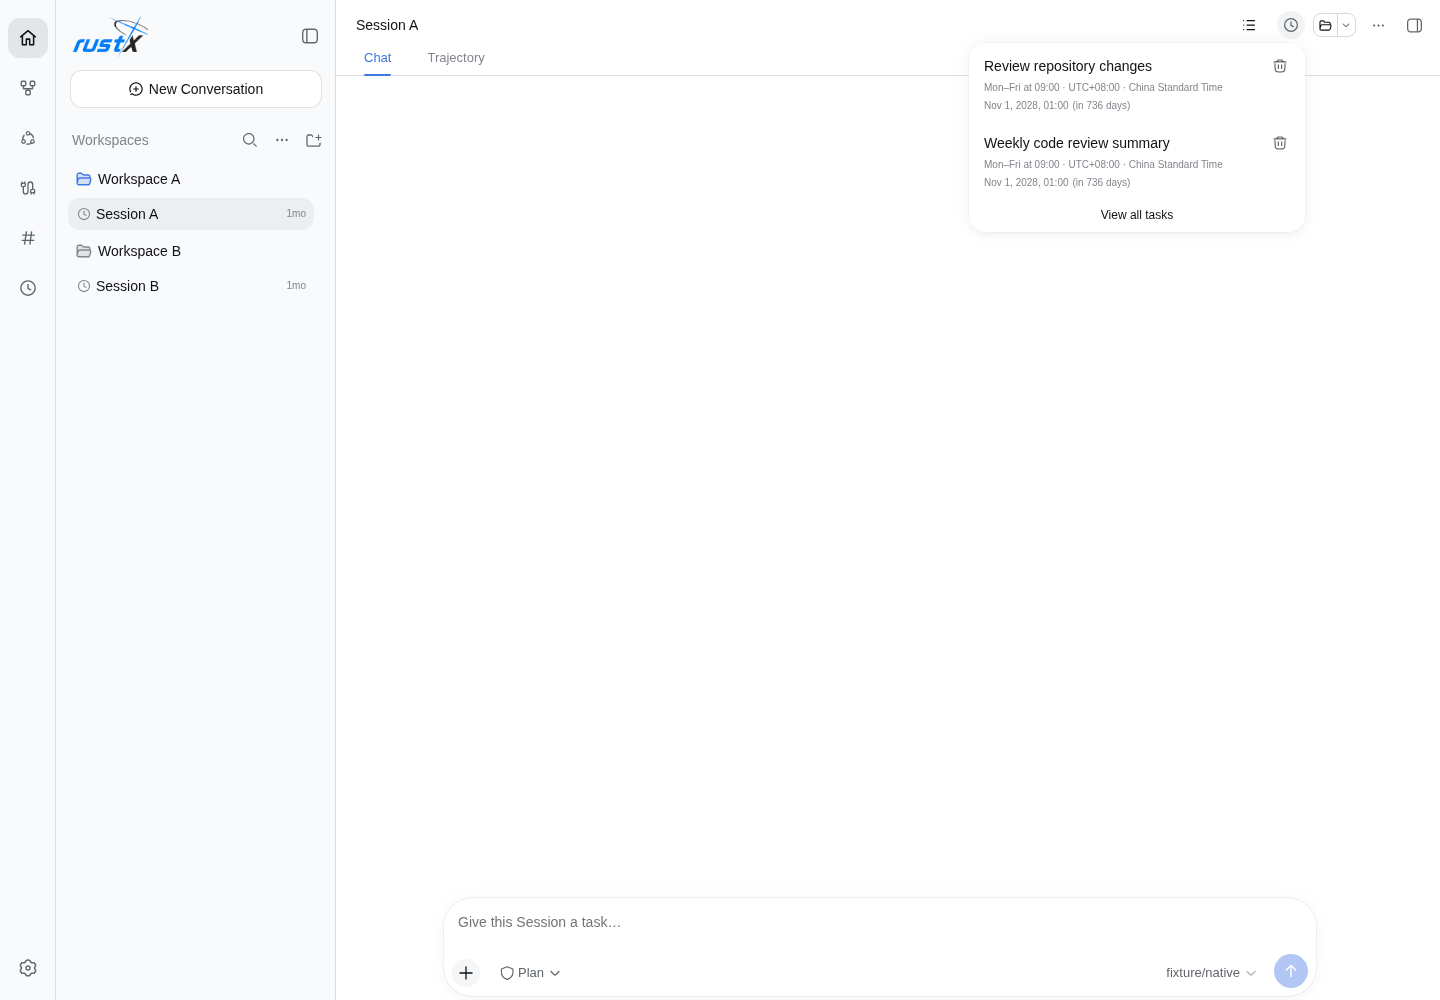 rustX
New Conversation
Workspaces
Workspace A
Session A 1mo
Workspace B
Session B 1mo
Session A
Chat Trajectory
Review repository changes
Mon–Fri at 09:00 · UTC+08:00 · China Standard Time
Nov 1, 2028, 01:00 (in 736 days)
Weekly code review summary
Mon–Fri at 09:00 · UTC+08:00 · China Standard Time
Nov 1, 2028, 01:00 (in 736 days)
View all tasks
Give this Session a task…
Plan fixture/native